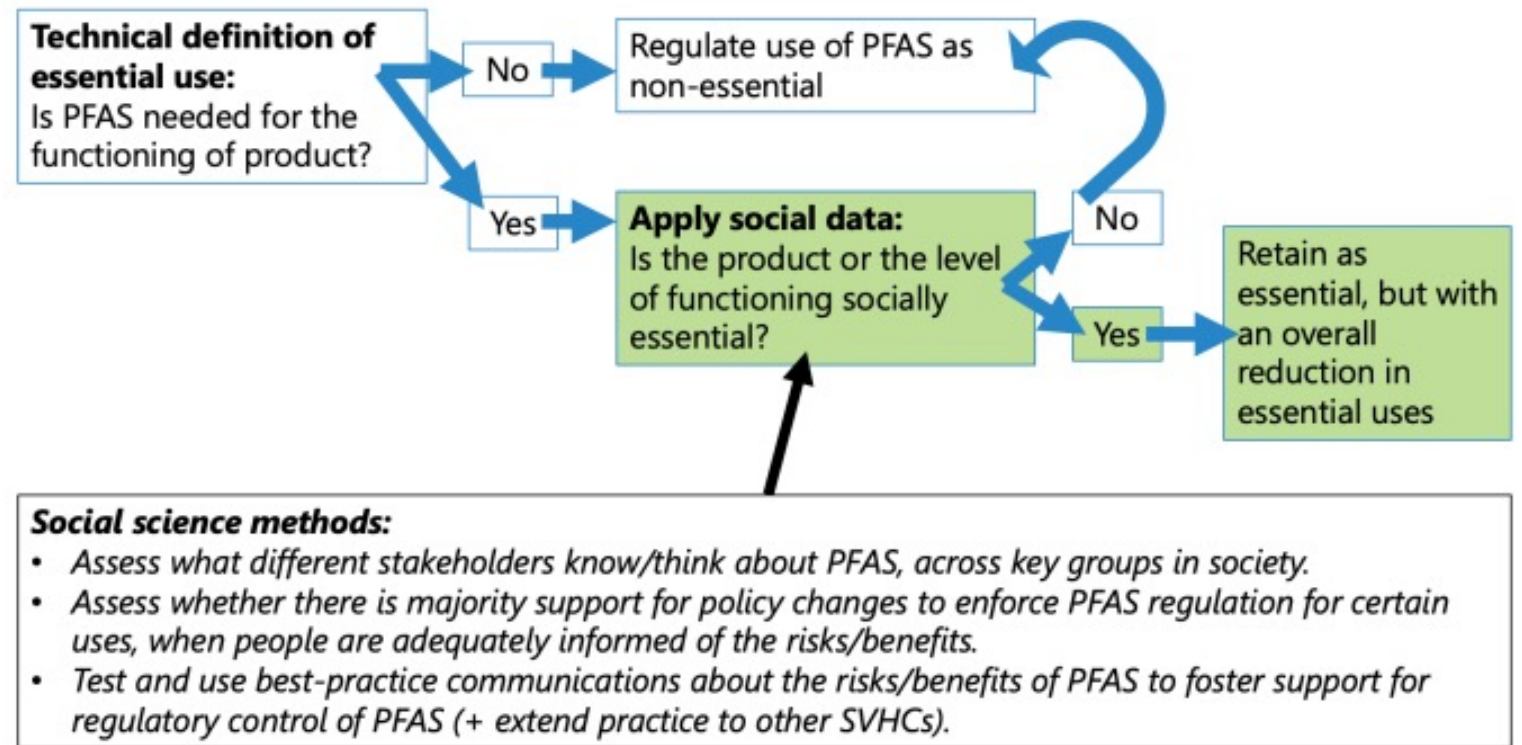 Technical definition of
essential use:
Is PFAS needed for the
functioning of product?
No
Regulate use of PFAS as
non-essential
Yes
Apply social data:
Is the product or the level
of functioning socially
essential?
No
Yes
Retain as
essential, but with
an overall
reduction in
essential uses
Social science methods:
• Assess what different stakeholders know/think about PFAS, across key groups in society.
• Assess whether there is majority support for policy changes to enforce PFAS regulation for certain
uses, when people are adequately informed of the risks/benefits.
• Test and use best-practice communications about the risks/benefits of PFAS to foster support for
regulatory control of PFAS (+ extend practice to other SVHCs).